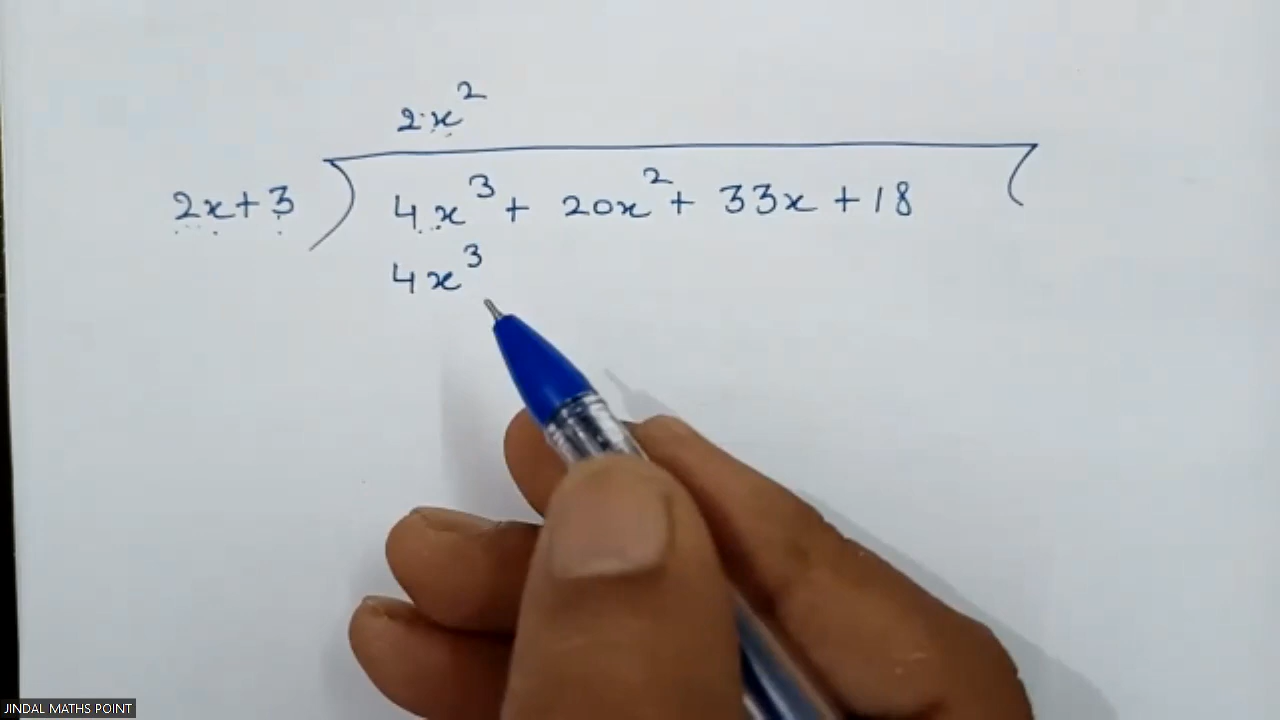 2x²
2x+3 ) 4x³ + 20x² + 33x + 18 (
4x³
JINDAL MATHS POINT